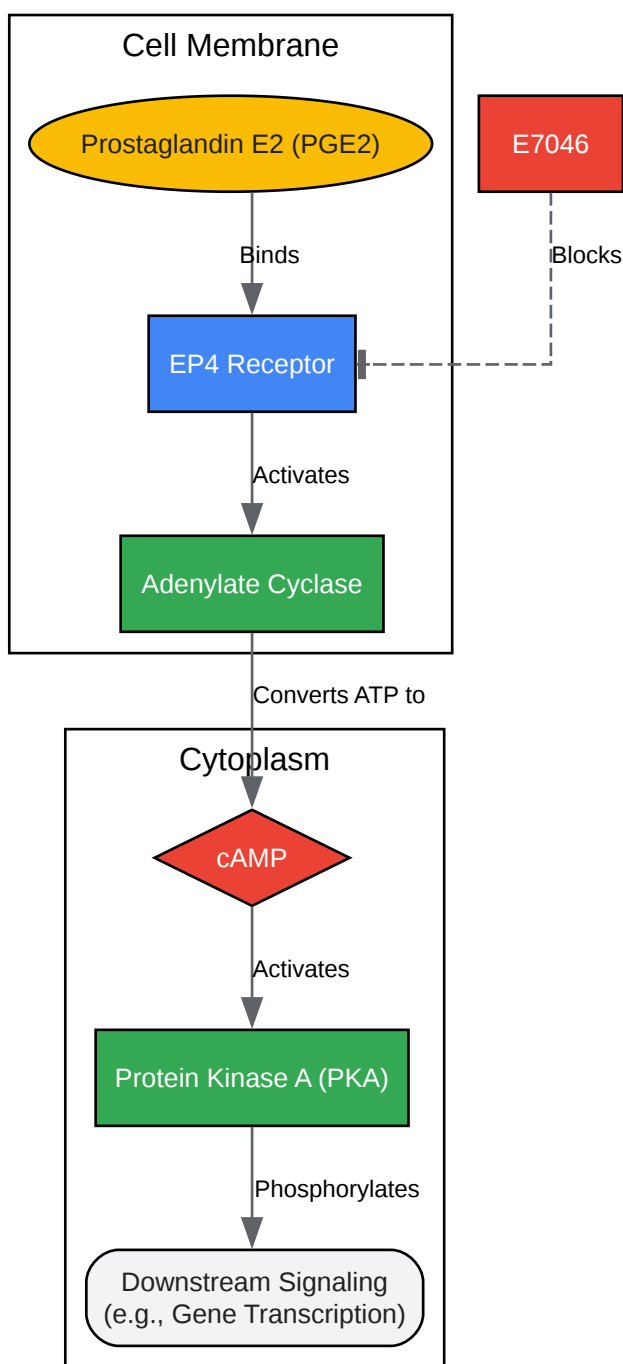 Cell Membrane
Prostaglandin E2 (PGE2)
E7046
Binds
Blocks
EP4 Receptor
Activates
Adenylate Cyclase
Converts ATP to
Cytoplasm
cAMP
Activates
Protein Kinase A (PKA)
Phosphorylates
Downstream Signaling
(e.g., Gene Transcription)